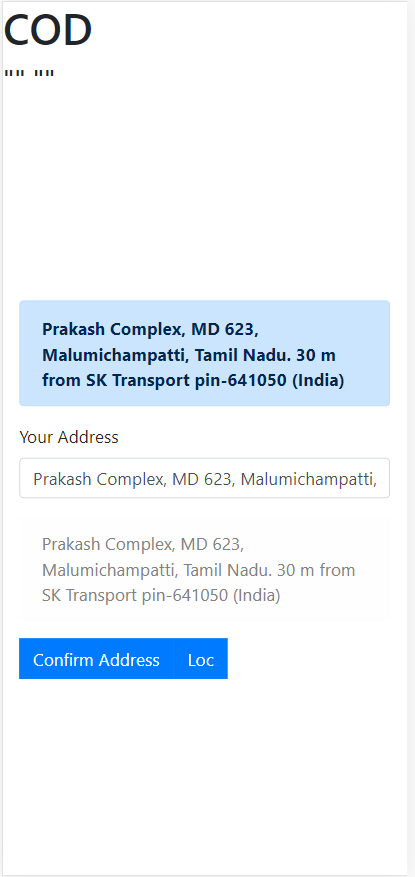 COD
"" ""
Prakash Complex, MD 623,
Malumichampatti, Tamil Nadu. 30 m
from SK Transport pin-641050 (India)
Your Address
Prakash Complex, MD 623, Malumichampatti,
Prakash Complex, MD 623,
Malumichampatti, Tamil Nadu. 30 m from
SK Transport pin-641050 (India)
Confirm Address Loc